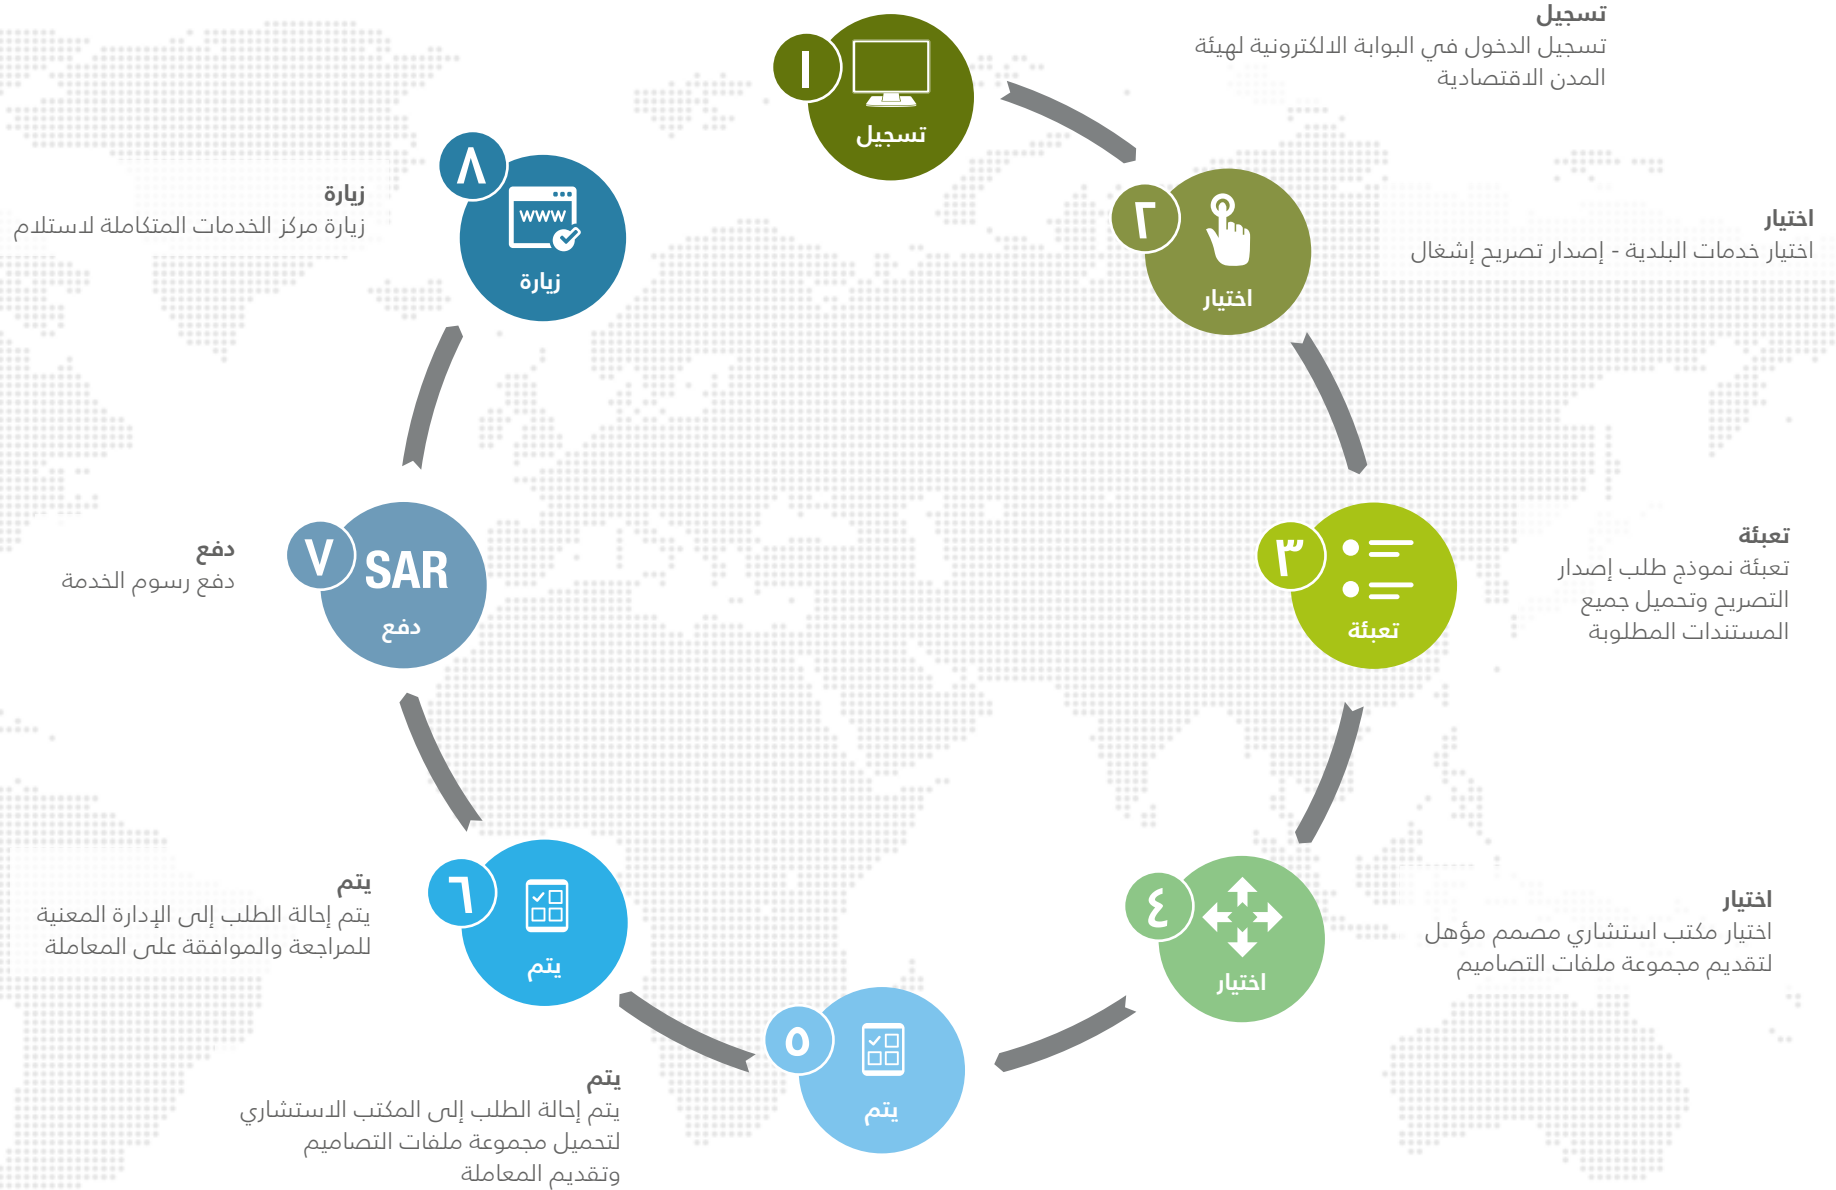 تسجيل
تسجيل الدخول في البوابة الالكترونية لهيئة
المدن الاقتصادية
١
تسجيل
اختيار
اختيار خدمات البلدية - إصدار تصريح إشغال
٢
اختيار
تعبئة
تعبئة نموذج طلب إصدار
التصريح وتحميل جميع
المستندات المطلوبة
٣
تعبئة
اختيار
اختيار مكتب استشاري مصمم مؤهل
لتقديم مجموعة ملفات التصاميم
٤
اختيار
يتم
يتم إحالة الطلب إلى المكتب الاستشاري
لتحميل مجموعة ملفات التصاميم
وتقديم المعاملة
٥
يتم
يتم
يتم إحالة الطلب إلى الإدارة المعنية
للمراجعة والموافقة على المعاملة
٦
يتم
دفع
دفع رسوم الخدمة
٧
SAR
دفع
زيارة
زيارة مركز الخدمات المتكاملة لاستلام
٨
www
زيارة